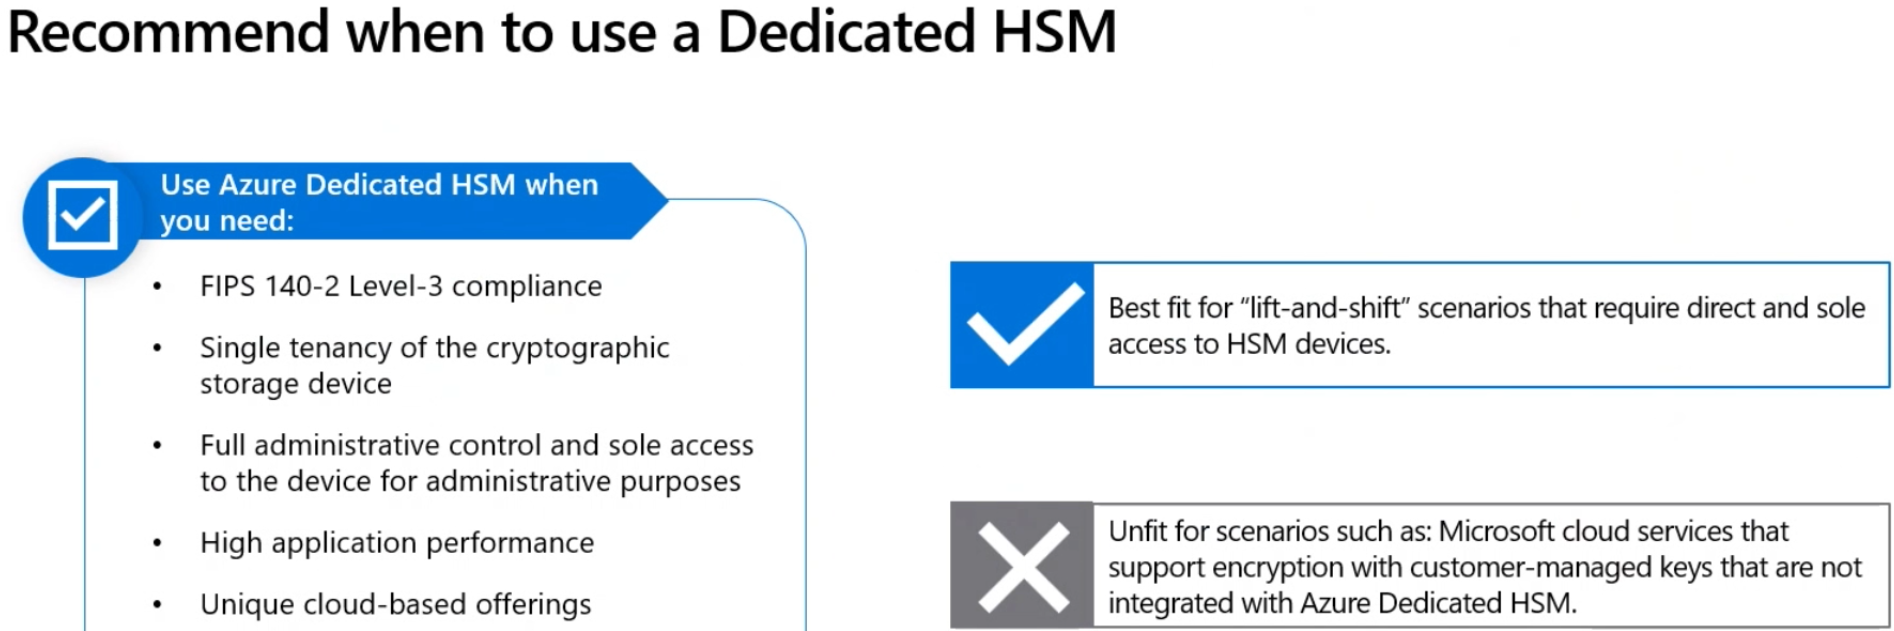 Recommend when to use a Dedicated HSM
Use Azure Dedicated HSM when
you need:
• FIPS 140-2 Level-3 compliance
• Single tenancy of the cryptographic
storage device
• Full administrative control and sole access
to the device for administrative purposes
• High application performance
• Unique cloud-based offerings
Best fit for “lift-and-shift” scenarios that require direct and sole
access to HSM devices.
Unfit for scenarios such as: Microsoft cloud services that
support encryption with customer-managed keys that are not
integrated with Azure Dedicated HSM.